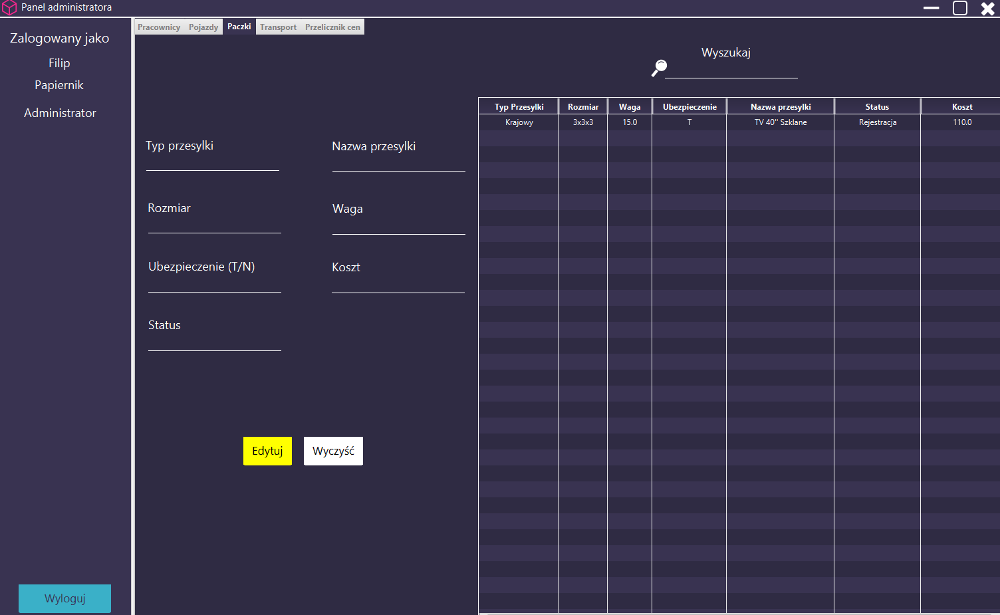 Panel administratora
Zalogowany jako
Filip
Papiernik
Administrator
Wyloguj
Pracownicy Pojazdy Paczki Transport Przelicznik cen
Typ przesylki
Nazwa przesylki
Rozmiar
Waga
Ubezpieczenie (T/N)
Koszt
Status
Edytuj Wyczyść
Wyszukaj
Typ Przesylki Rozmiar Waga Ubezpieczenie Nazwa przesylki Status Koszt
Krajowy 3x3x3 15.0 T TV 40" Szklane Rejestracja 110.0